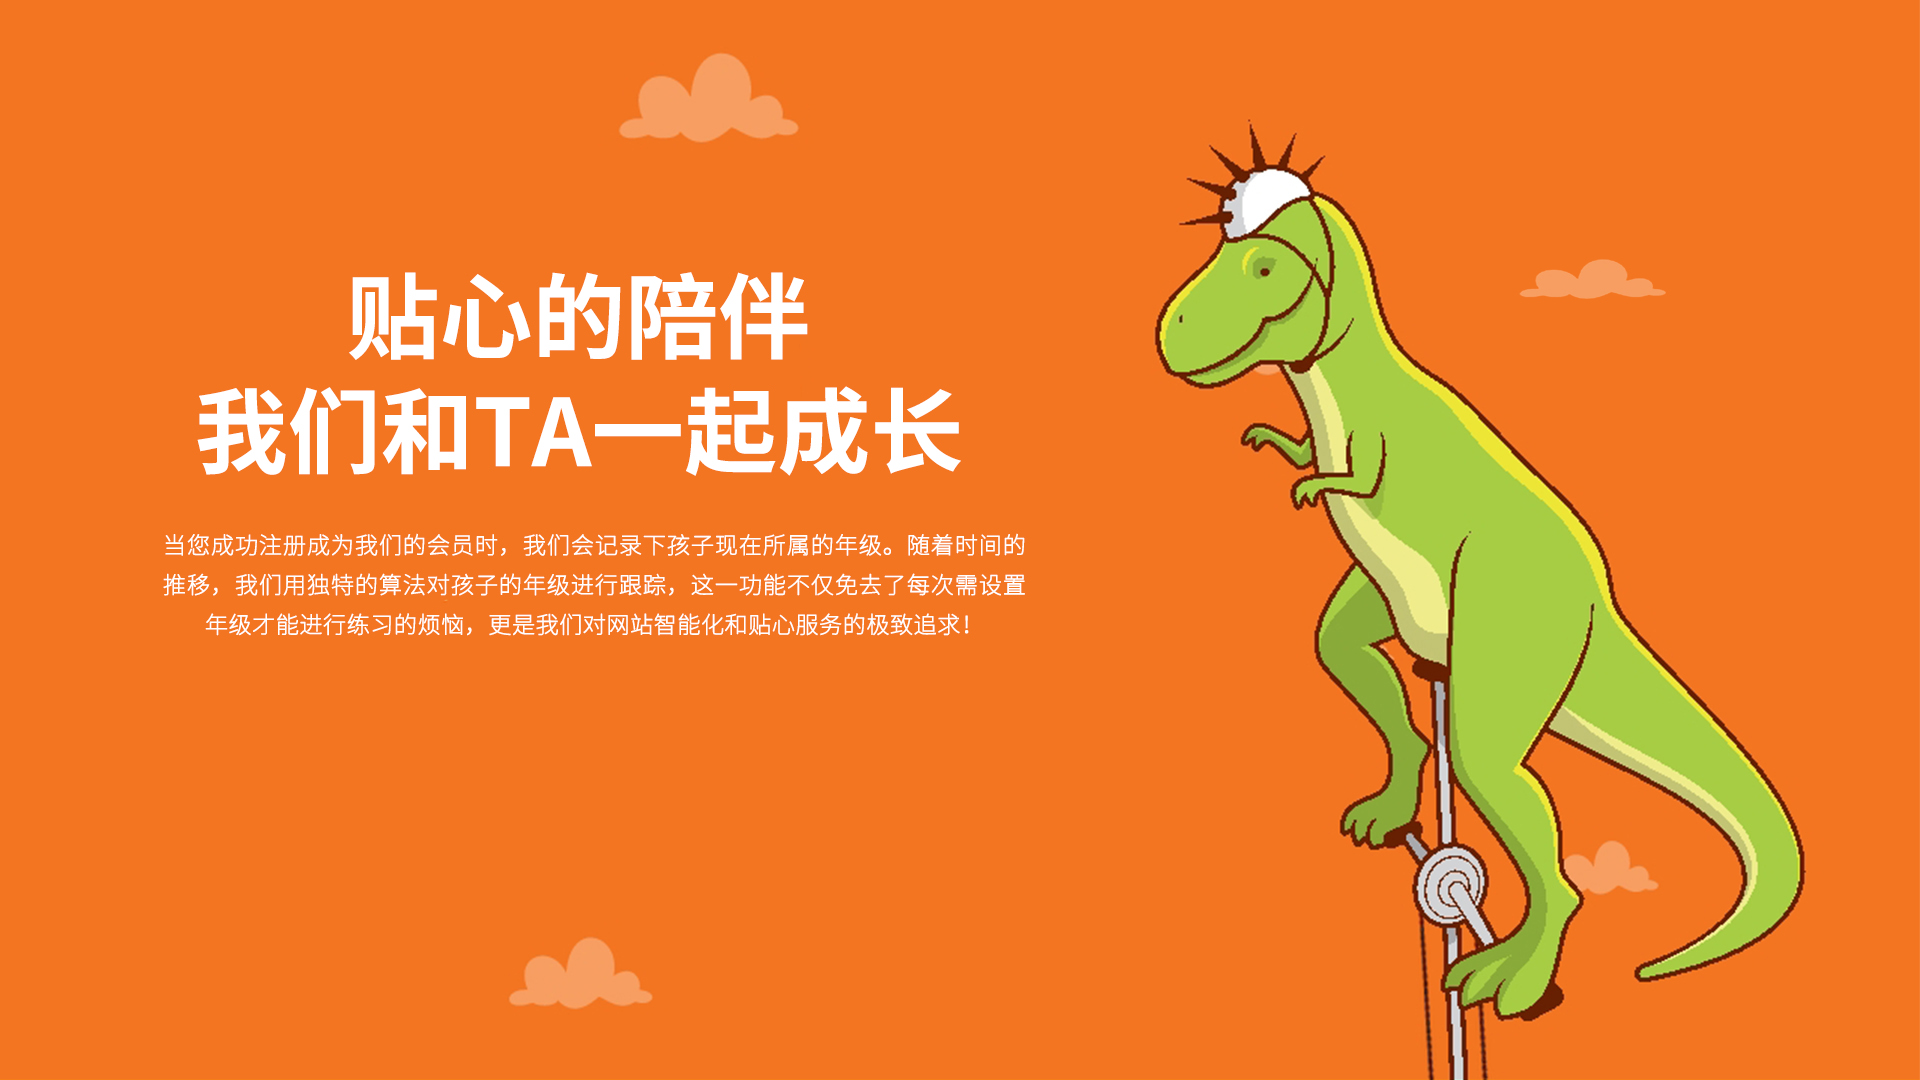 贴心的陪伴
我们和TA一起成长
当您成功注册成为我们的会员时，我们会记录下孩子现在所属的年级。随着时间的
推移，我们用独特的算法对孩子的年级进行跟踪，这一功能不仅免去了每次需设置
年级才能进行练习的烦恼，更是我们对网站智能化和贴心服务的极致追求！